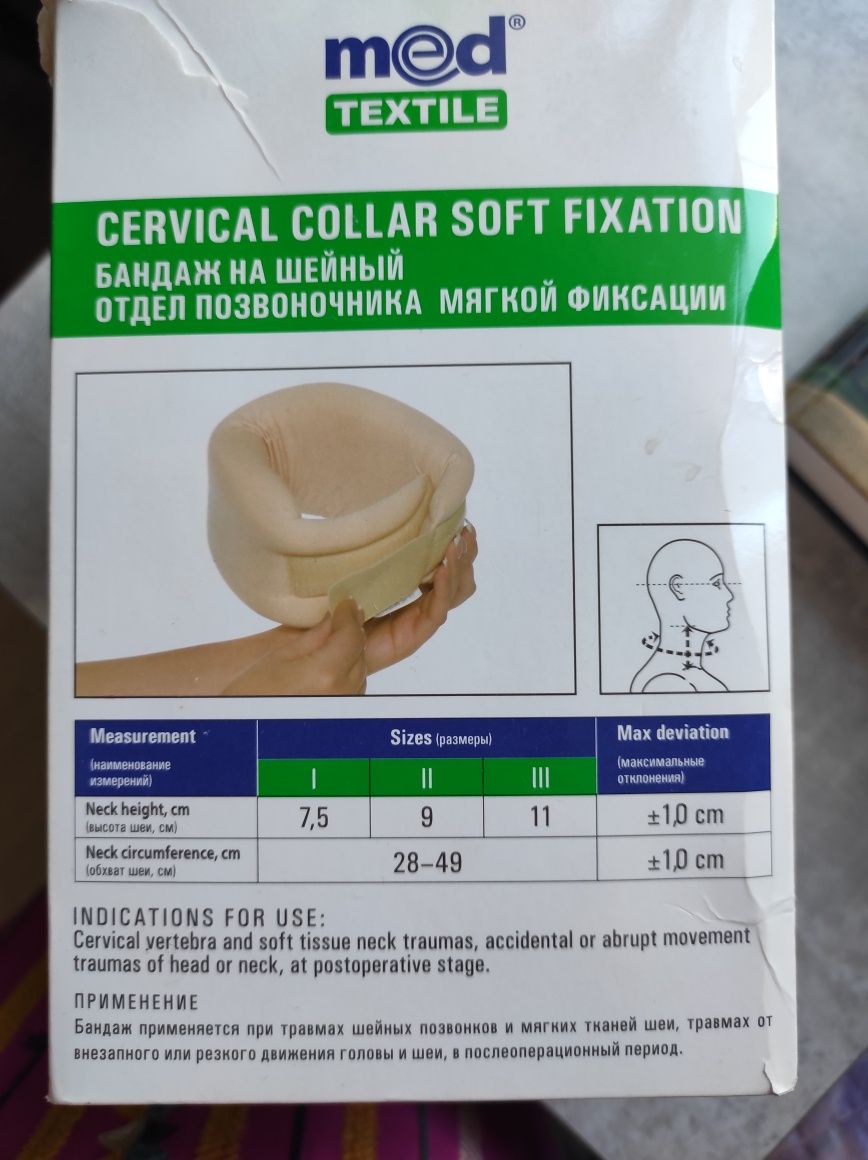 med®
TEXTILE
CERVICAL COLLAR SOFT FIXATION
БАНДАЖ НА ШЕЙНЫЙ
ОТДЕЛ ПОЗВОНОЧНИКА МЯГКОЙ ФИКСАЦИИ
Measurement
(наименование
измерений)
Sizes (размеры)
Max deviation
(максимальные
отклонения)
I II III
Neck height, cm
(высота шеи, см)
7,5 9 11 ±1,0 cm
Neck circumference, cm
(обхват шеи, см)
28–49 ±1,0 cm
INDICATIONS FOR USE:
Cervical vertebra and soft tissue neck traumas, accidental or abrupt movement
traumas of head or neck, at postoperative stage.
ПРИМЕНЕНИЕ
Бандаж применяется при травмах шейных позвонков и мягких тканей шеи, травмах от
внезапного или резкого движения головы и шеи, в послеоперационный период.